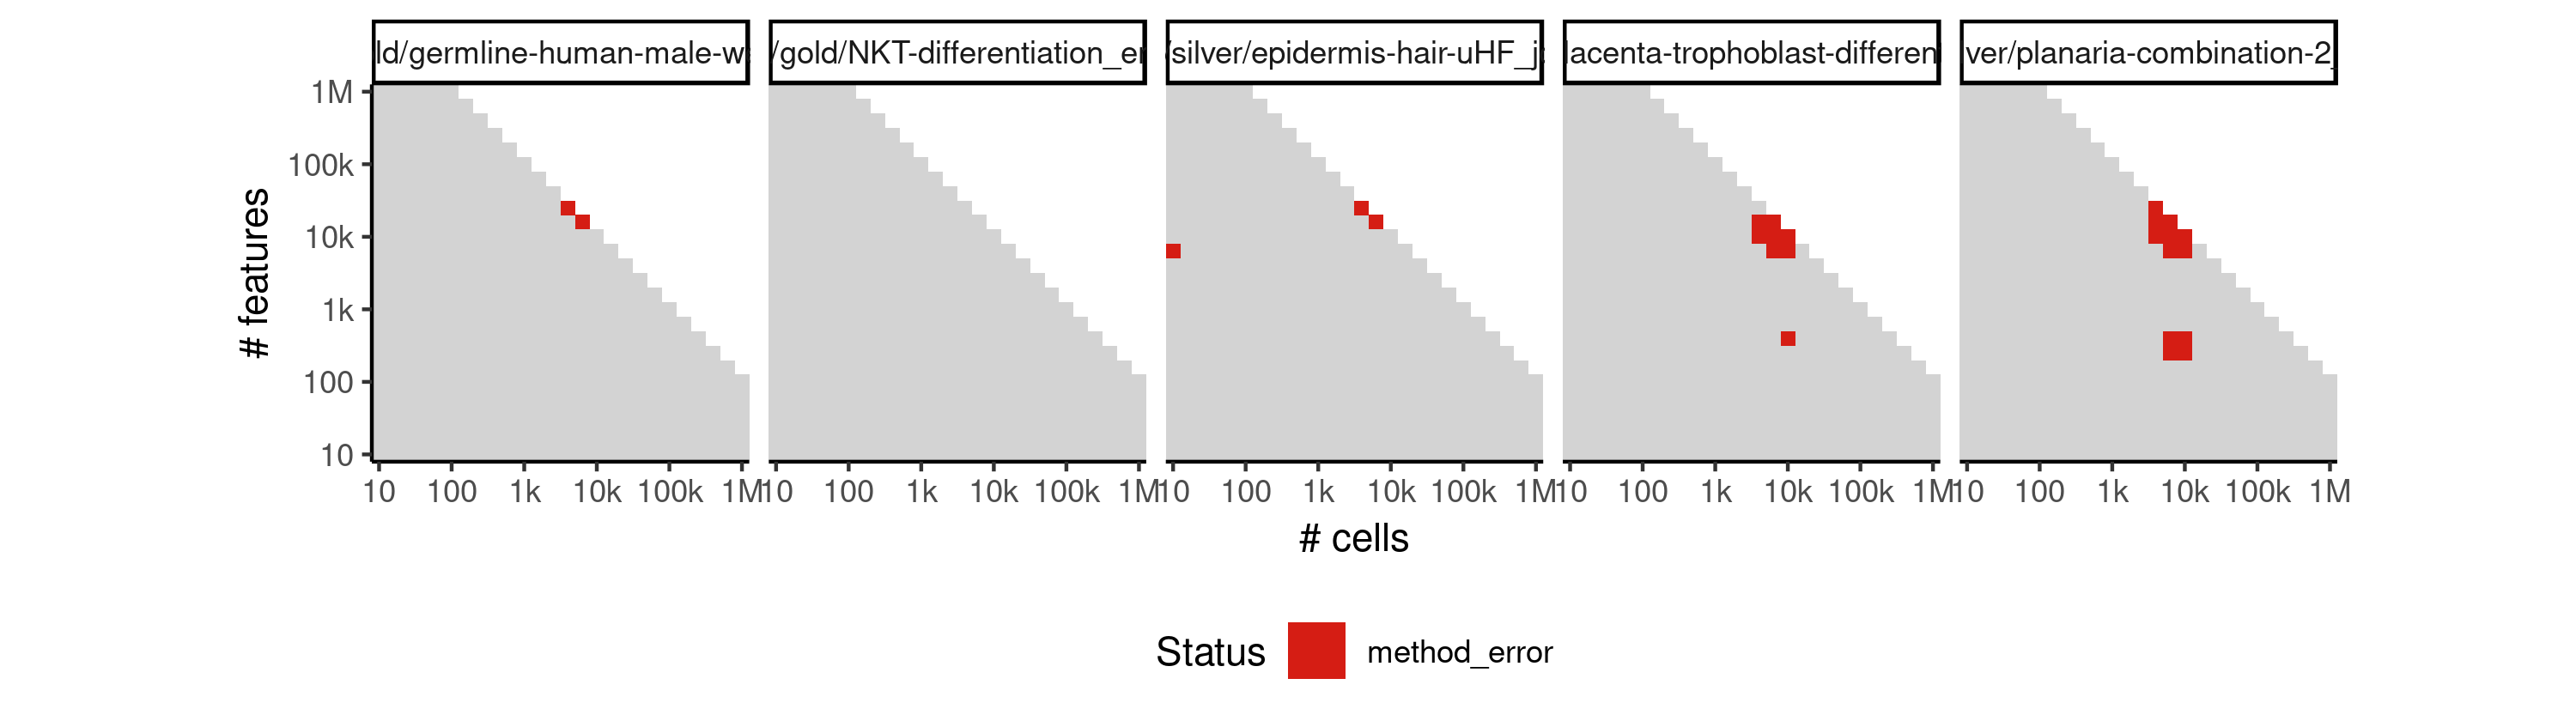 ld/germline-human-male-w
/gold/NKT-differentiation_er
/silver/epidermis-hair-uHF_j
lacenta-trophoblast-differen
ver/planaria-combination-2
1M
100k
10k
1k
100
10
# features
10 100 1k 10k 100k 1M
10 100 1k 10k 100k 1M
10 100 1k 10k 100k 1M
10 100 1k 10k 100k 1M
10 100 1k 10k 100k 1M
# cells
Status method_error